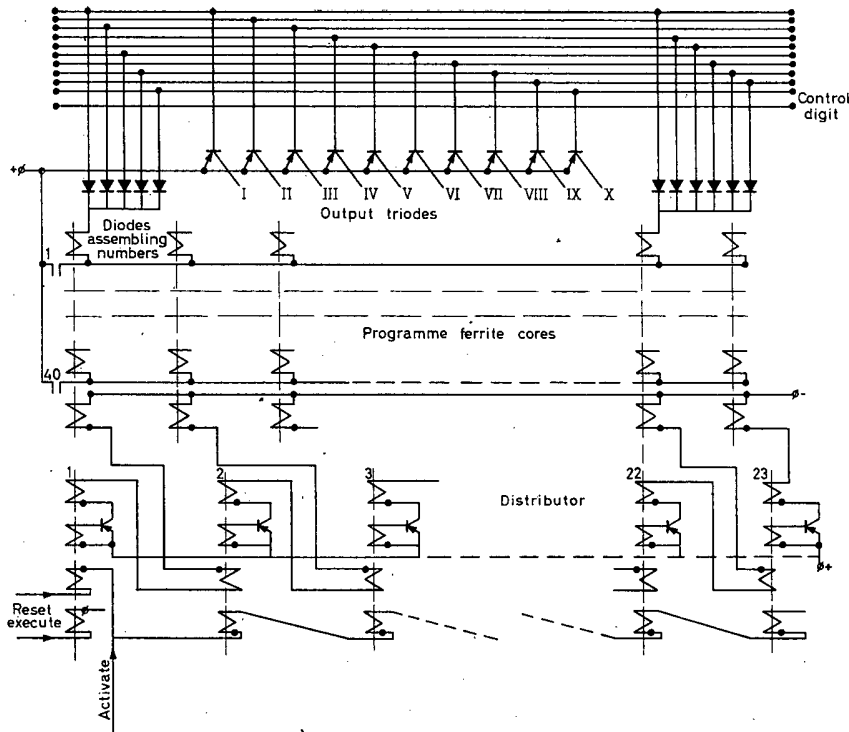 Control
digit
+
I II III IV V VI VII VIII IX X
Output triodes
Diodes
assembling
numbers
1
Programme ferrite cores
40
-
1 2 3 22 23
Distributor
+
Reset
execute
Activate